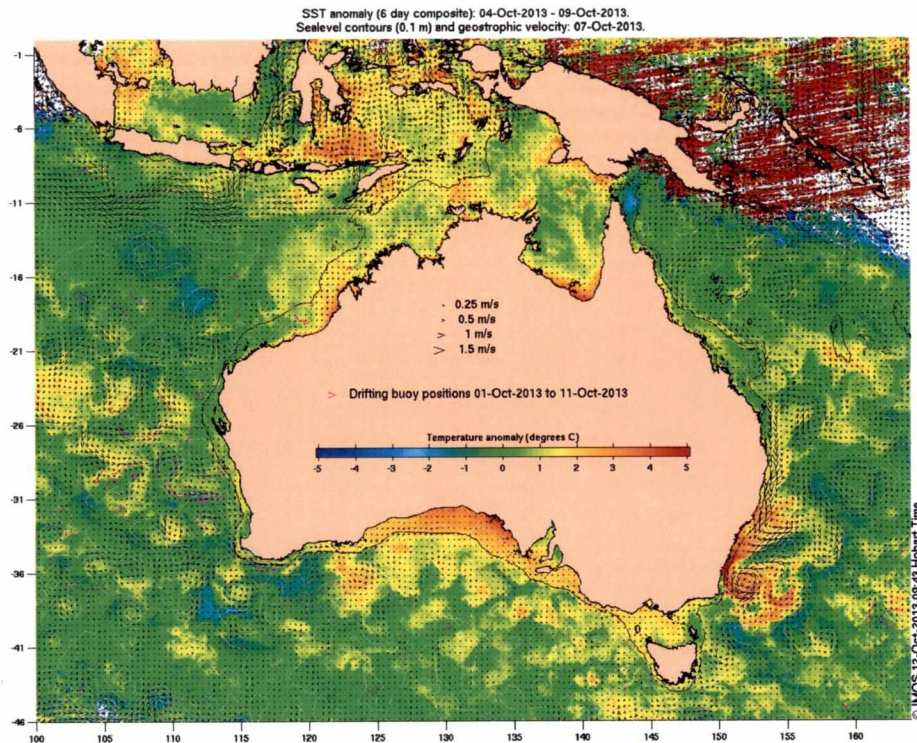 SST anomaly (6 day composite): 04-Oct-2013 - 09-Oct-2013.
Sealevel contours (0.1 m) and geostrophic velocity: 07-Oct-2013.
-1
-6
-11
-16
-21
-26
-31
-36
-41
-46
0.25 m/s
0.5 m/s
1 m/s
1.5 m/s
Drifting buoy positions 01-Oct-2013 to 11-Oct-2013
Temperature anomaly (degrees C)
-5 -4 -3 -2 -1 0 1 2 3 4 5
100 105 110 115 120 125 130 135 140 145 150 155 160
© IMOS 13-Oct-2013 Hobart Time